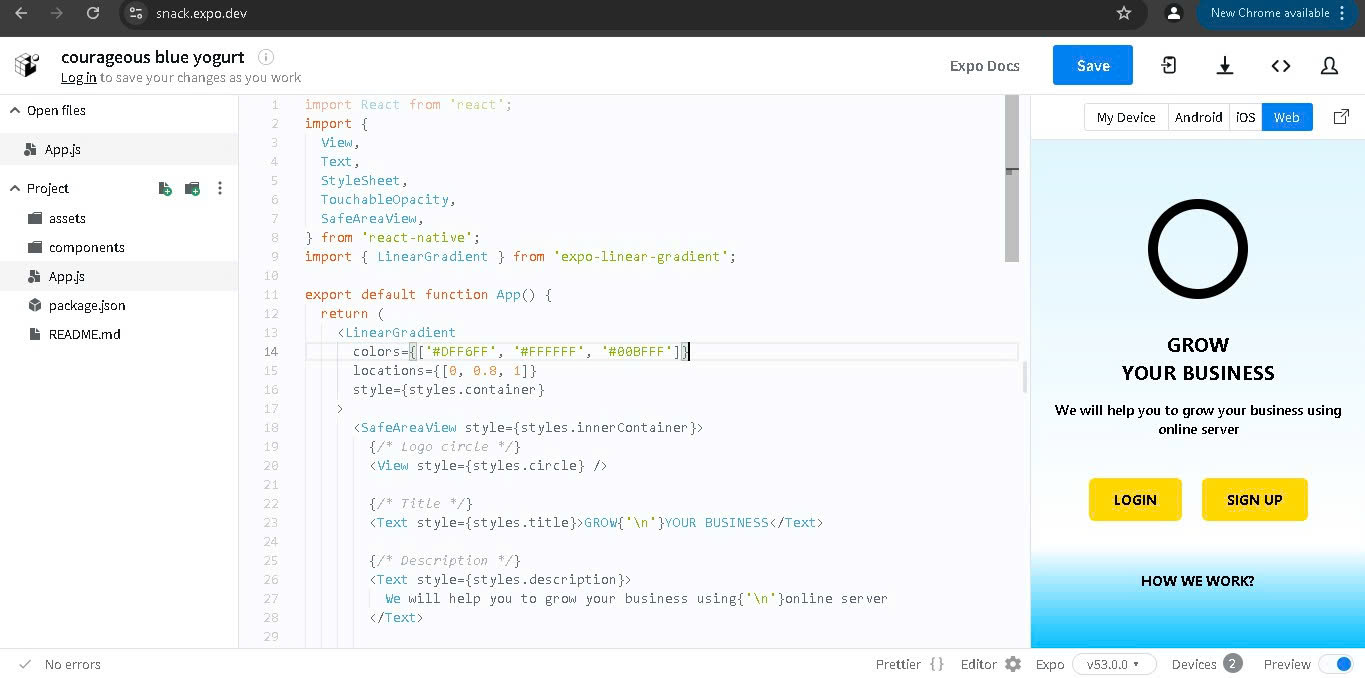 snack.expo.dev
New Chrome available
courageous blue yogurt
Log in to save your changes as you work
Expo Docs
Save
Open files
App.js
Project
assets
components
App.js
package.json
README.md
1 import React from 'react';
2 import {
3 View,
4 Text,
5 StyleSheet,
6 TouchableOpacity,
7 SafeAreaView,
8 } from 'react-native';
9 import { LinearGradient } from 'expo-linear-gradient';
10
11 export default function App() {
12 return (
13 <LinearGradient
14 colors={['#DFF6FF', '#FFFFFF', '#00BFFF']}
15 locations={[0, 0.8, 1]}
16 style={styles.container}
17 >
18 <SafeAreaView style={styles.innerContainer}>
19 {/* Logo circle */}
20 <View style={styles.circle} />
21
22 {/* Title */}
23 <Text style={styles.title}>GROW{'\n'}YOUR BUSINESS</Text>
24
25 {/* Description */}
26 <Text style={styles.description}>
27 We will help you to grow your business using{'\n'}online server
28 </Text>
29
My Device Android iOS Web
GROW
YOUR BUSINESS
We will help you to grow your business using
online server
LOGIN SIGN UP
HOW WE WORK?
No errors
Prettier {} Editor Expo v53.0.0 Devices 2 Preview